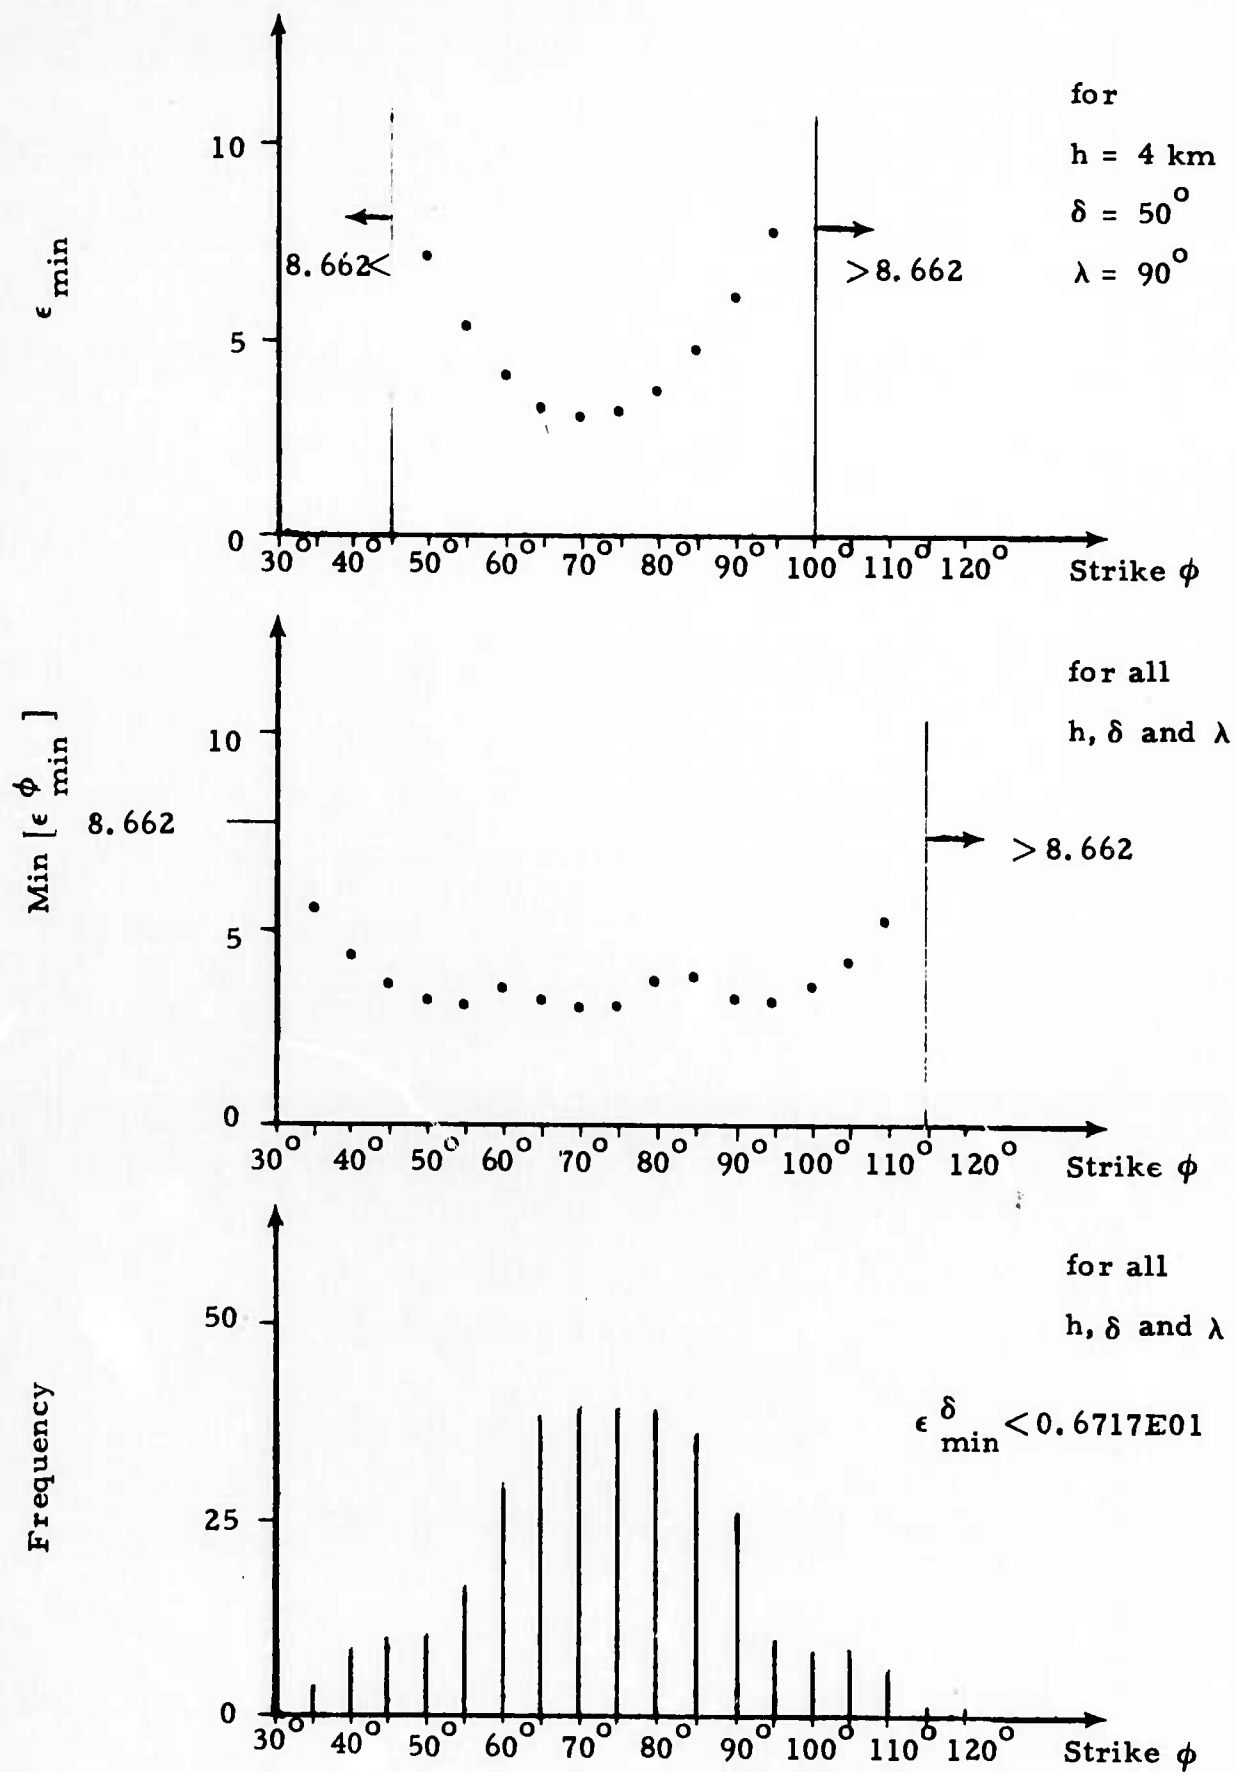 for
h = 4 km
δ = 50°
λ = 90°
10
5
0
ϵ min
8.662<
>8.662
30° 40° 50° 60° 70° 80° 90° 100° 110° 120°
Strike ϕ
for all
h, δ and λ
10
8.662
5
0
Min [ϵ ϕ min ]
>8.662
30° 40° 50° 60° 70° 80° 90° 100° 110° 120°
Strike ϕ
for all
h, δ and λ
50
25
0
Frequency
ϵ δ min <0.6717E01
30° 40° 50° 60° 70° 80° 90° 100° 110° 120°
Strike ϕ